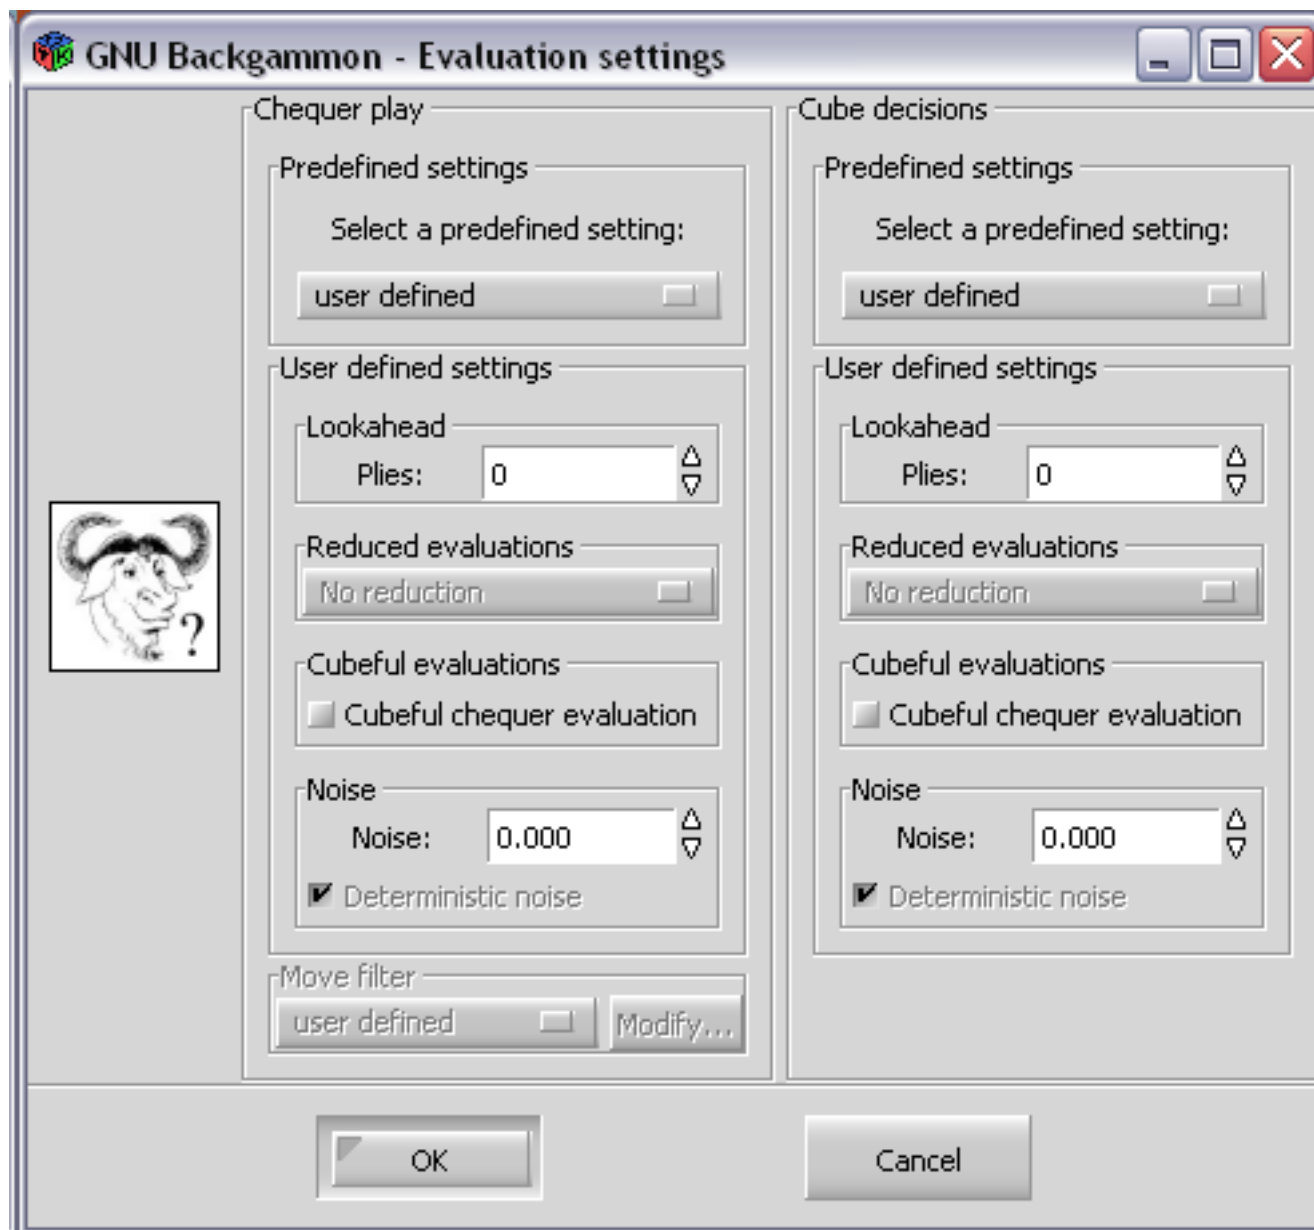 GNU Backgammon - Evaluation settings
Chequer play
Predefined settings
Select a predefined setting:
user defined
User defined settings
Lookahead
Plies: 0
Reduced evaluations
No reduction
Cubeful evaluations
Cubeful chequer evaluation
Noise
Noise: 0.000
Deterministic noise
Move filter
user defined Modify...
Cube decisions
Predefined settings
Select a predefined setting:
user defined
User defined settings
Lookahead
Plies: 0
Reduced evaluations
No reduction
Cubeful evaluations
Cubeful chequer evaluation
Noise
Noise: 0.000
Deterministic noise
?
OK Cancel